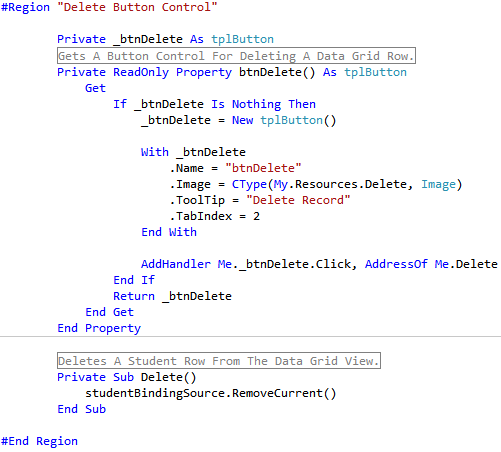 #Region "Delete Button Control"
Private _btnDelete As tplButton
Gets A Button Control For Deleting A Data Grid Row.
Private ReadOnly Property btnDelete() As tplButton
Get
If _btnDelete Is Nothing Then
_btnDelete = New tplButton()
With _btnDelete
.Name = "btnDelete"
.Image = CType(My.Resources.Delete, Image)
.ToolTip = "Delete Record"
.TabIndex = 2
End With
AddHandler Me._btnDelete.Click, AddressOf Me.Delete
End If
Return _btnDelete
End Get
End Property
Deletes A Student Row From The Data Grid View.
Private Sub Delete()
studentBindingSource.RemoveCurrent()
End Sub
#End Region